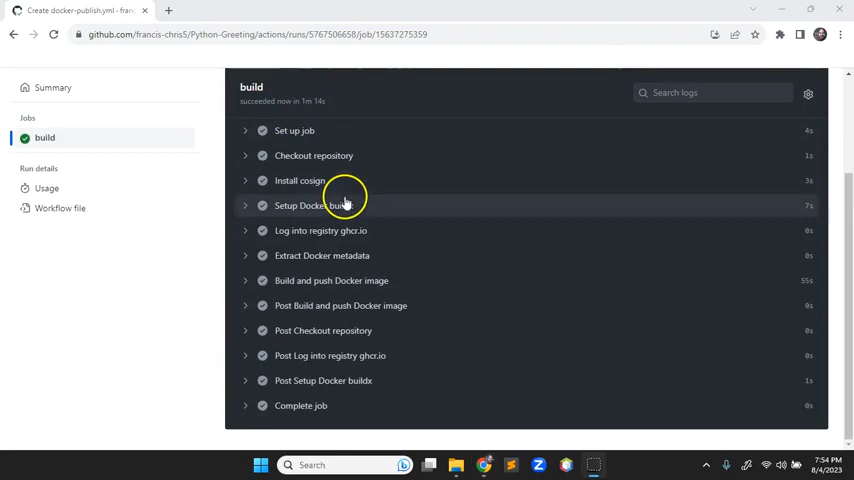 Create docker-publish.yml · franc
github.com/francis-chris5/Python-Greeting/actions/runs/5767506658/job/15637275359
Summary
Jobs
build
Run details
Usage
Workflow file
build
succeeded now in 1m 14s
Search logs
Set up job 4s
Checkout repository 1s
Install cosign 3s
Setup Docker buildx 7s
Log into registry ghcr.io 0s
Extract Docker metadata 0s
Build and push Docker image 55s
Post Build and push Docker image 0s
Post Checkout repository 0s
Post Log into registry ghcr.io 0s
Post Setup Docker buildx 1s
Complete job 0s
Search
7:54 PM
8/4/2023